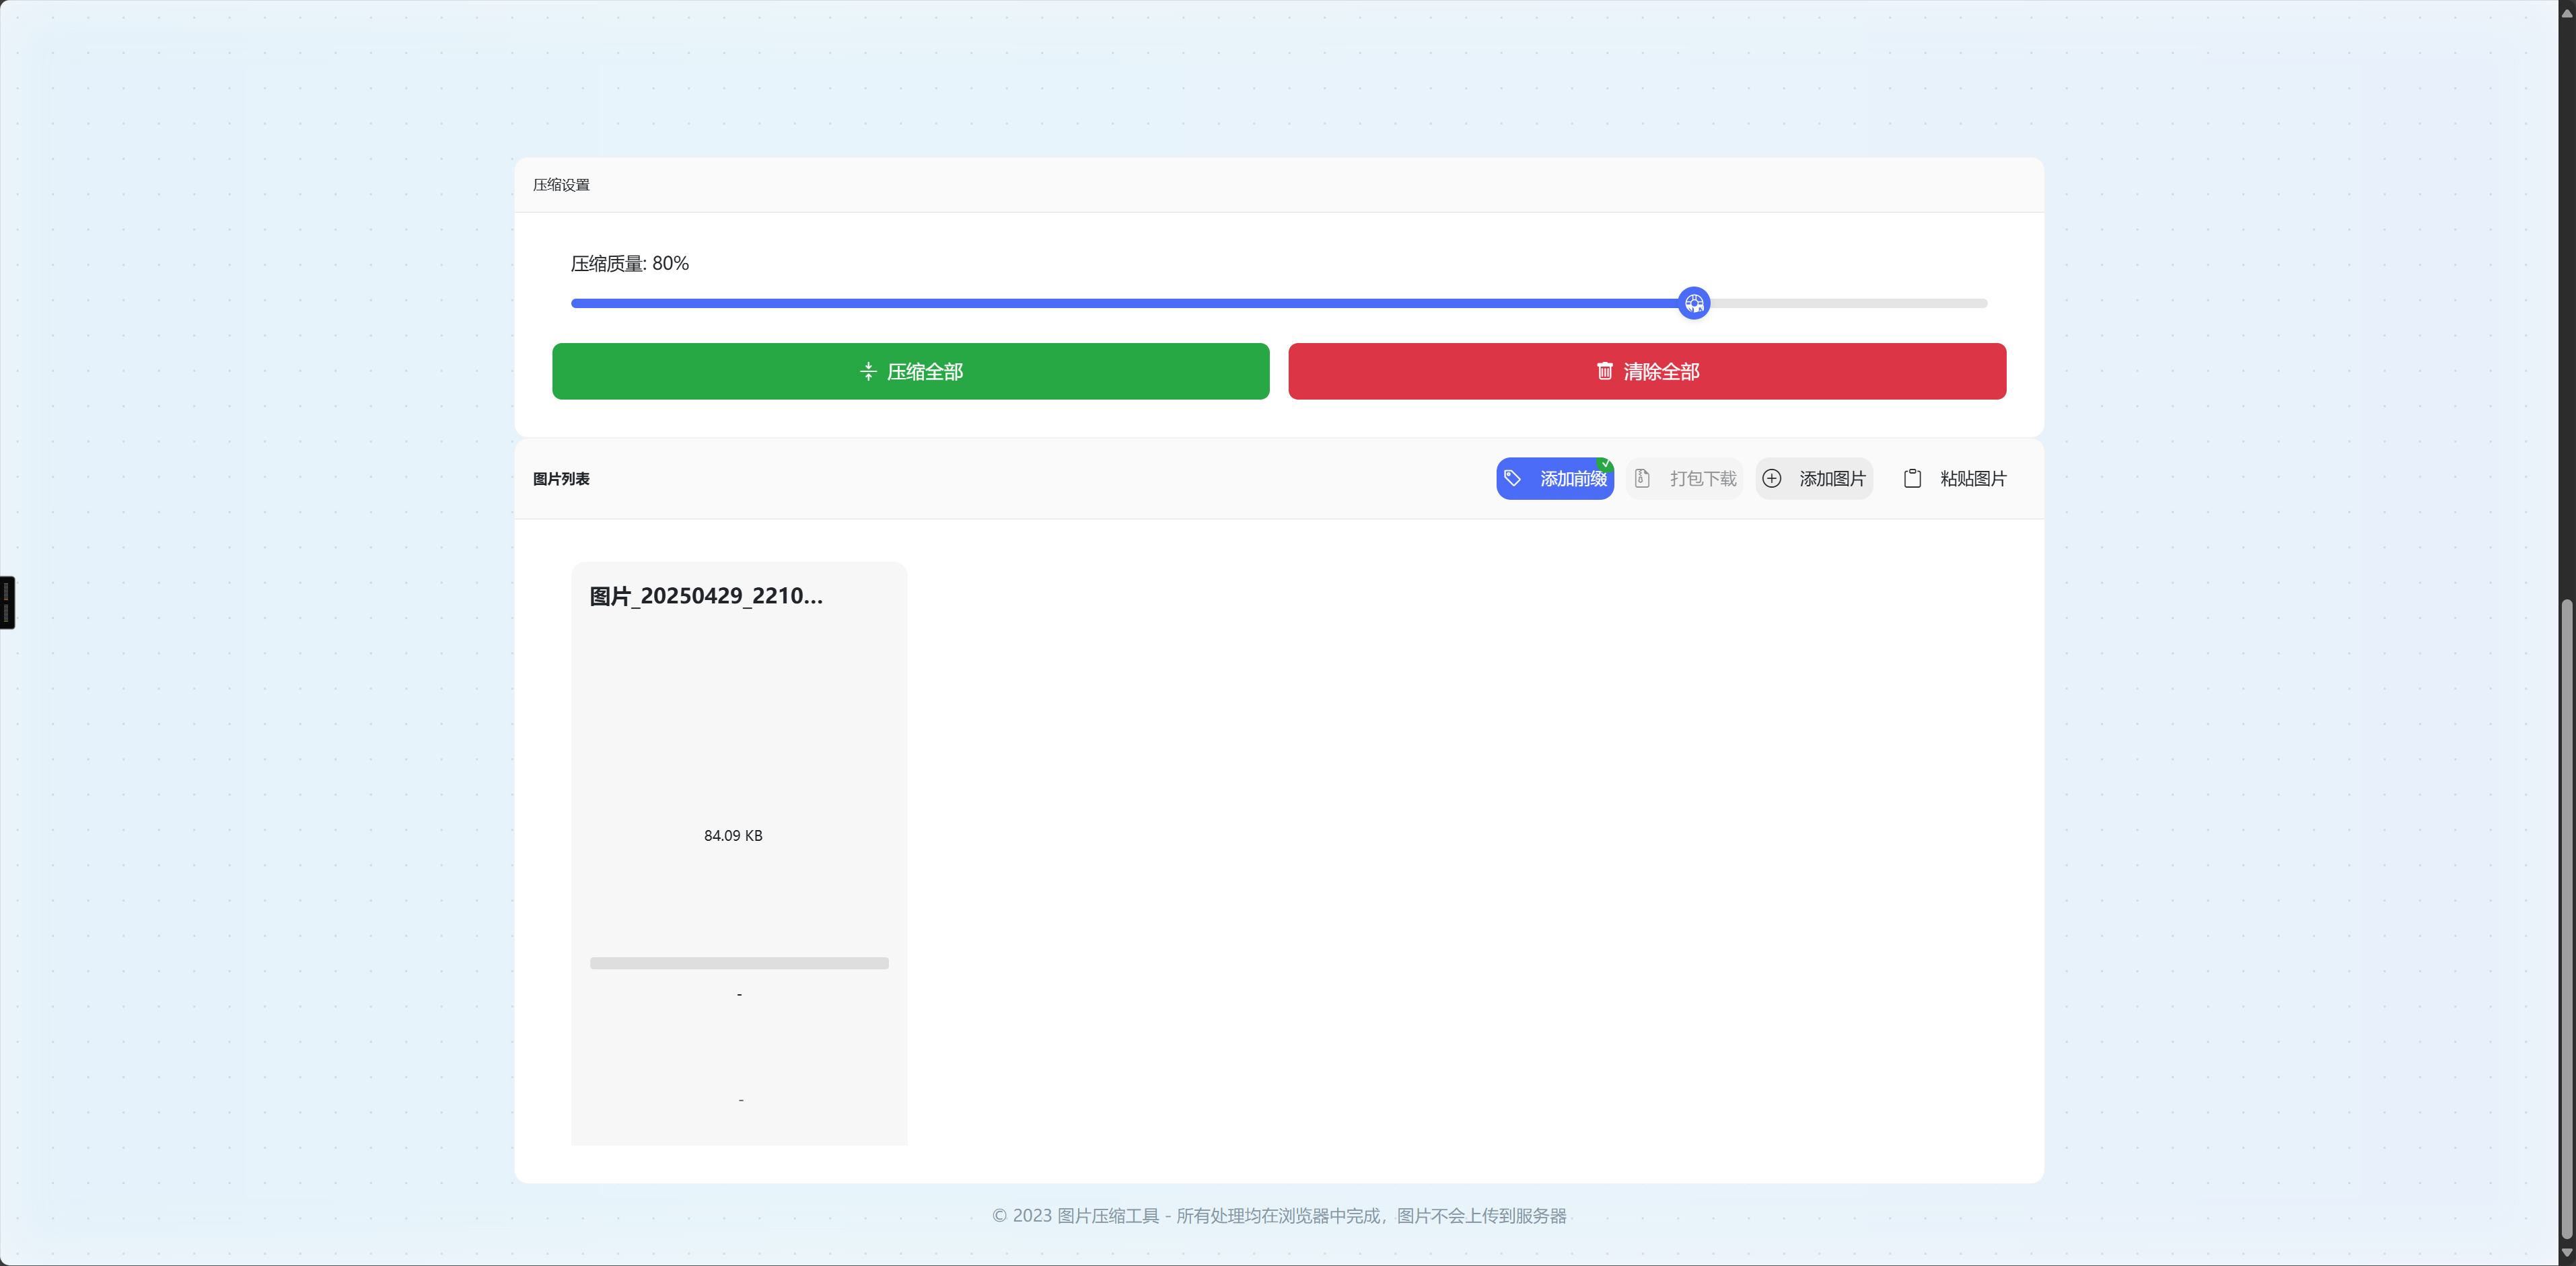 压缩设置
压缩质量: 80%
压缩全部
清除全部
图片列表
添加前缀
打包下载
添加图片
粘贴图片
图片_20250429_2210...
84.09 KB
-
-
© 2023 图片压缩工具 - 所有处理均在浏览器中完成，图片不会上传到服务器